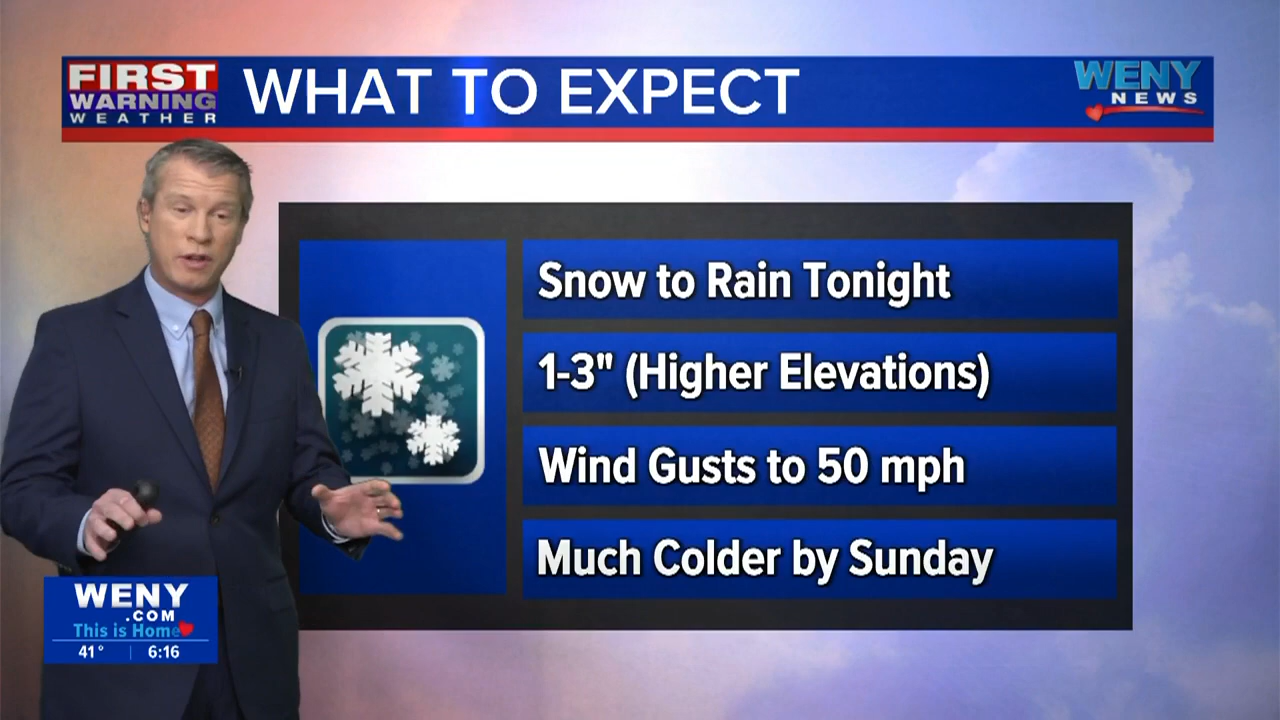 FIRST
WARNING
WEATHER
WHAT TO EXPECT
WENY
NEWS
Snow to Rain Tonight
1-3" (Higher Elevations)
Wind Gusts to 50 mph
Much Colder by Sunday
WENY
.COM
This is Home
41° | 6:16